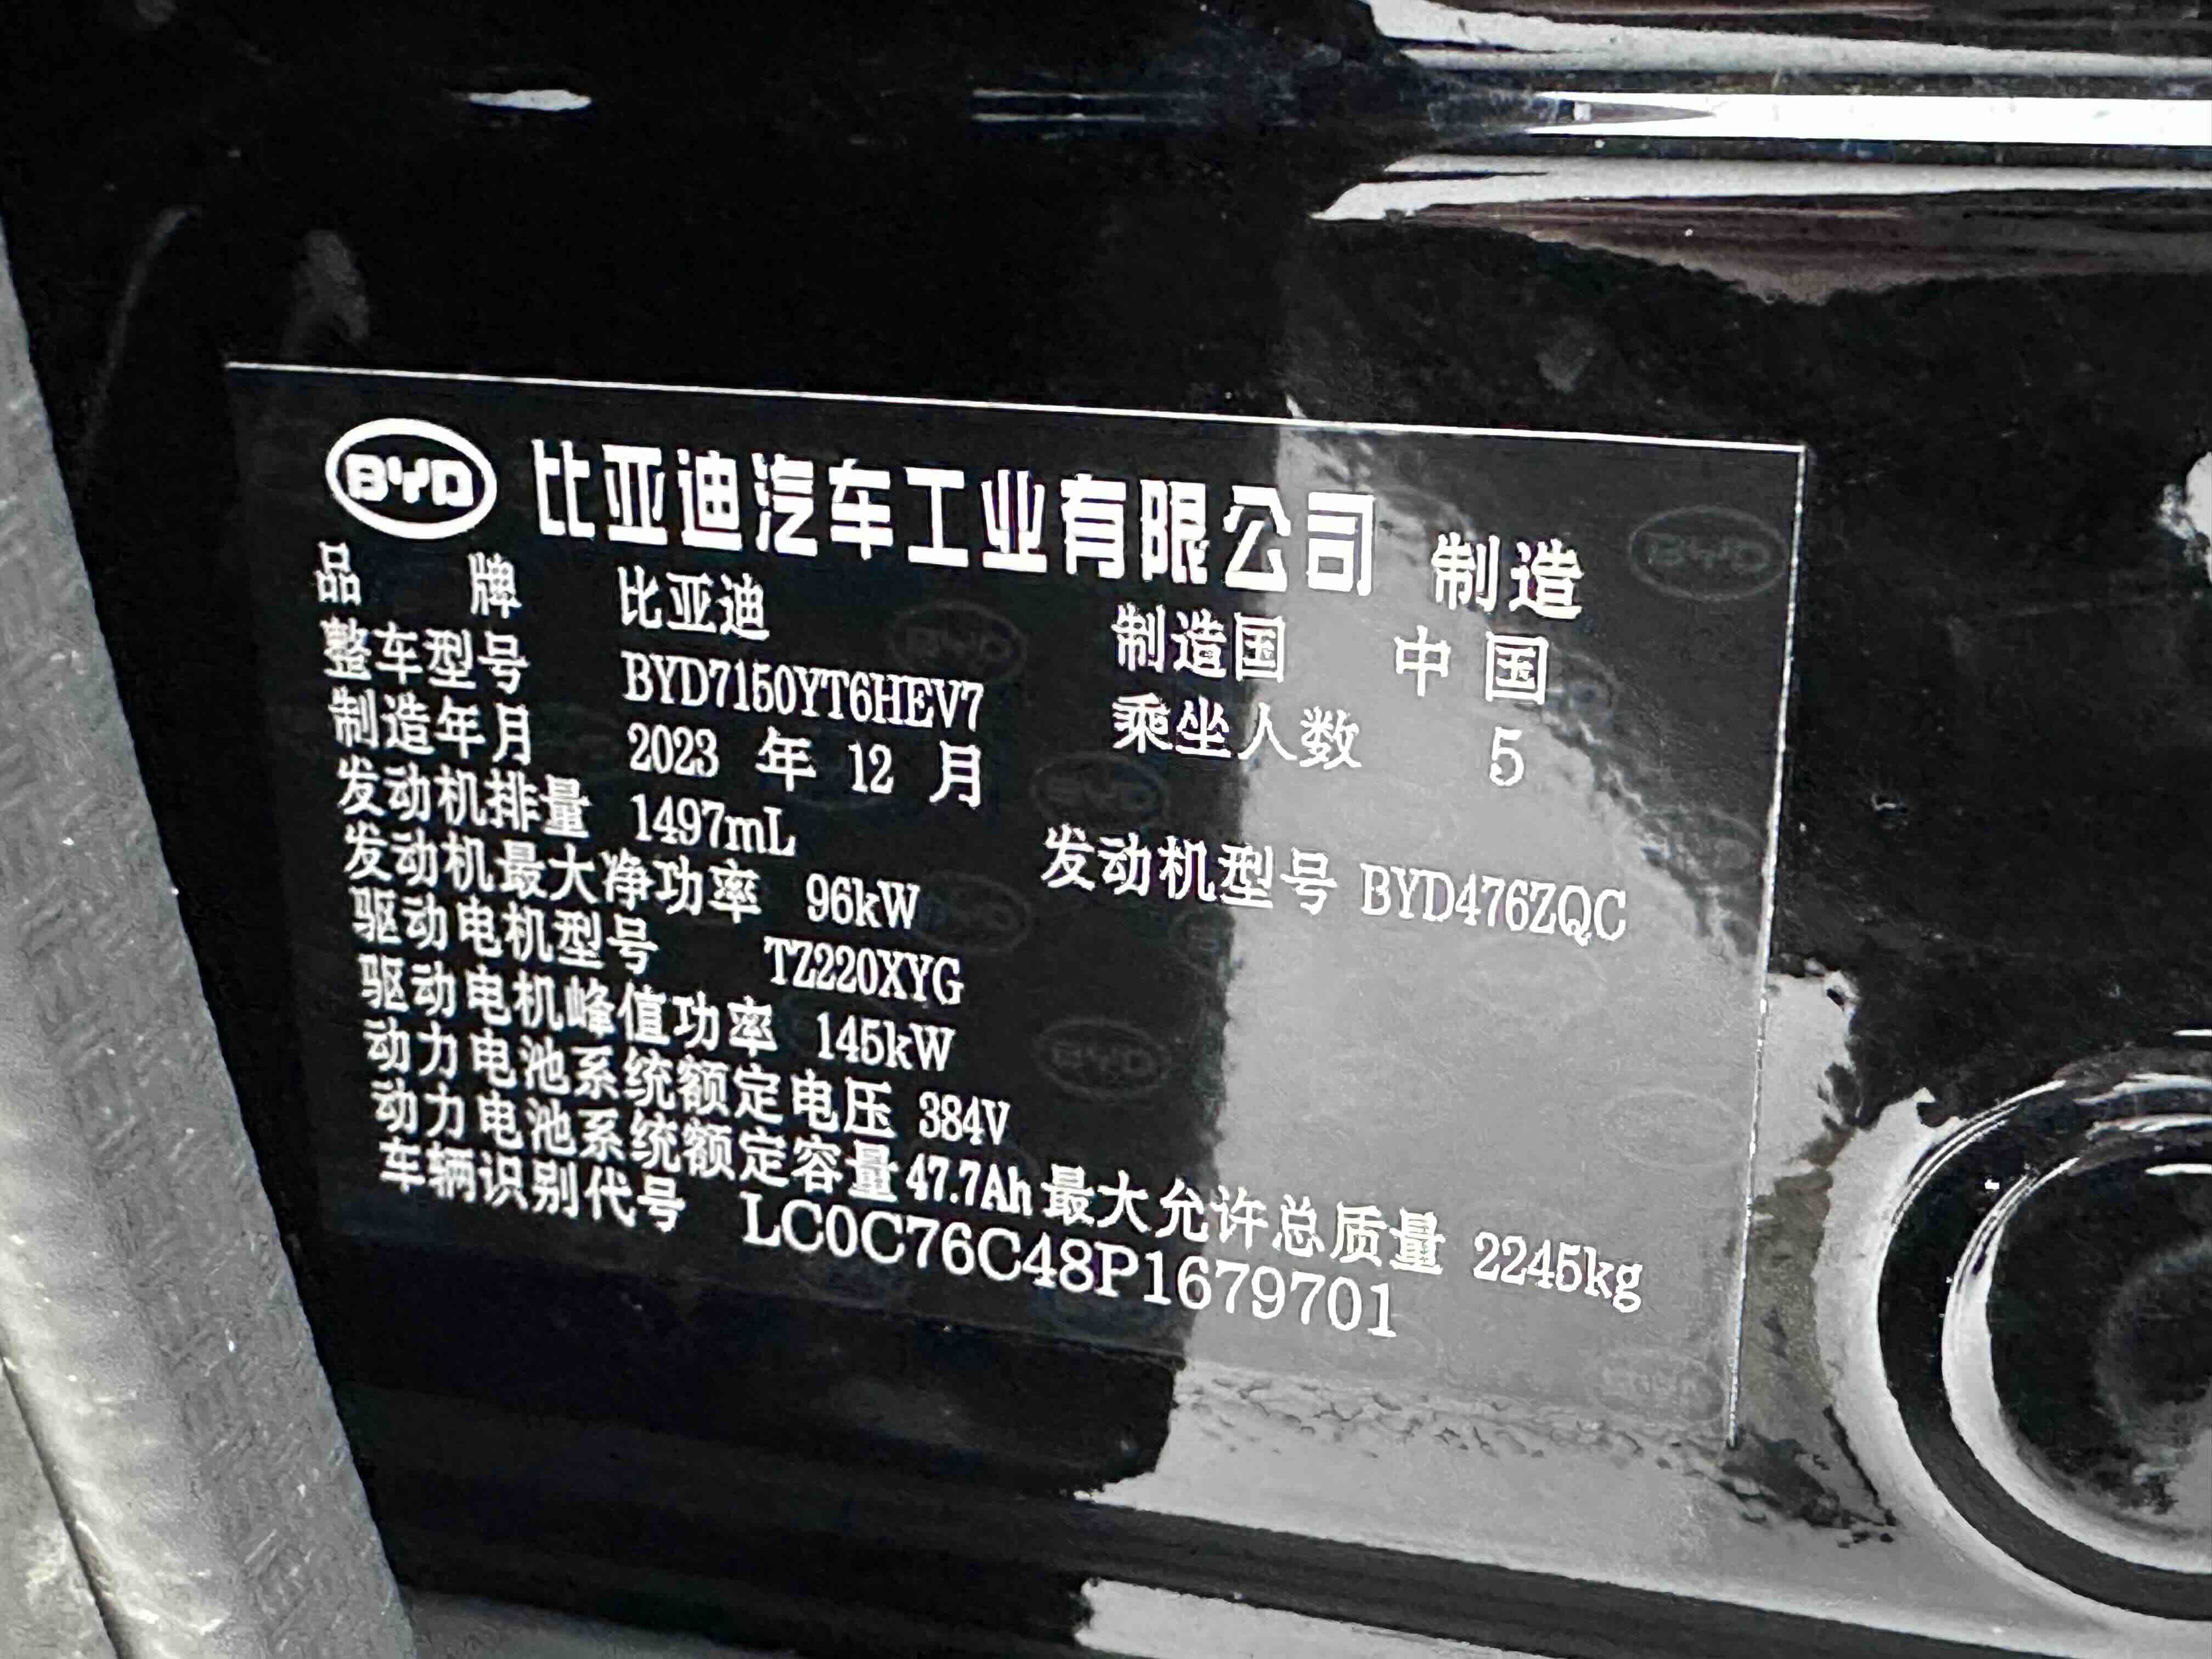 BYD 比亚迪汽车工业有限公司 制造
品 牌 比亚迪 制造国 中国
整车型号 BYD7150YT6HEV7 乘坐人数 5
制造年月 2023 年 12 月
发动机排量 1497mL 发动机型号 BYD476ZQC
发动机最大净功率 96kW
驱动电机型号 TZ220XYG
驱动电机峰值功率 145kW
动力电池系统额定电压 384V
动力电池系统额定容量 47.7Ah 最大允许总质量 2245kg
车辆识别代号 LC0C76C48P1679701